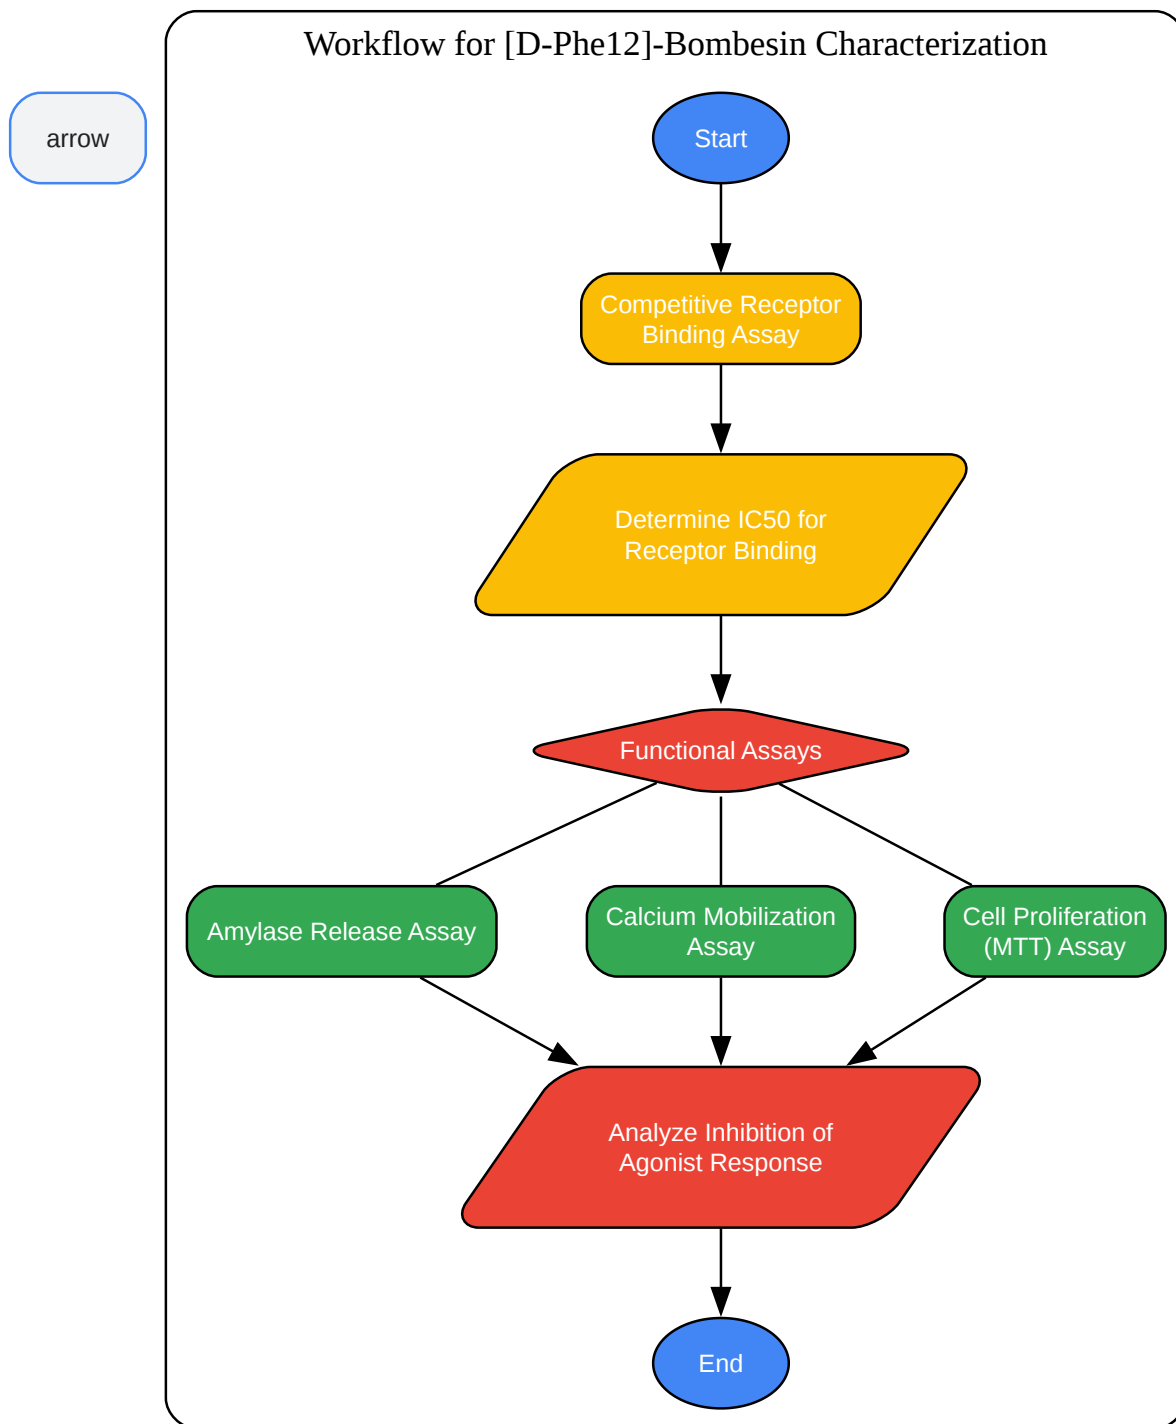 Workflow for [D-Phe12]-Bombesin Characterization
arrow
Start
Competitive Receptor
Binding Assay
Determine IC50 for
Receptor Binding
Functional Assays
Amylase Release Assay
Calcium Mobilization
Assay
Cell Proliferation
(MTT) Assay
Analyze Inhibition of
Agonist Response
End